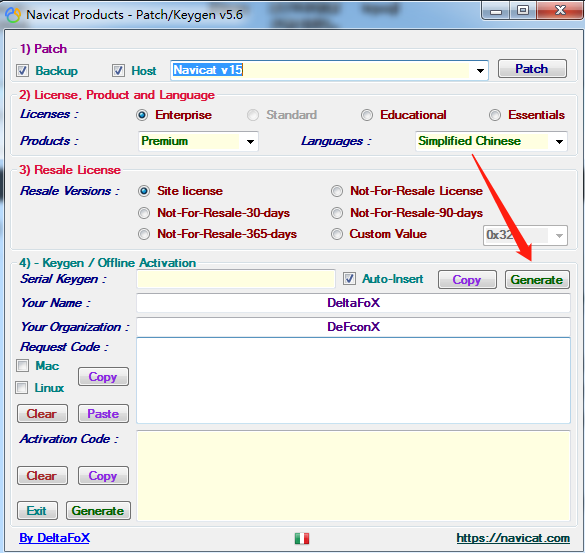 Navicat Products - Patch/Keygen v5.6
1) Patch
Backup Host Navicat v15 Patch
2) License, Product and Language
Licenses : Enterprise Standard Educational Essentials
Products : Premium Languages : Simplified Chinese
3) Resale License
Resale Versions : Site license Not-For-Resale License
Not-For-Resale-30-days Not-For-Resale-90-days
Not-For-Resale-365-days Custom Value 0x32
4) - Keygen / Offline Activation
Serial Keygen : Auto-Insert Copy Generate
Your Name : DeltaFoX
Your Organization : DeFconX
Request Code :
Mac
Linux
Copy
Clear Paste
Activation Code :
Clear Copy
Exit Generate
By DeltaFoX https://navicat.com